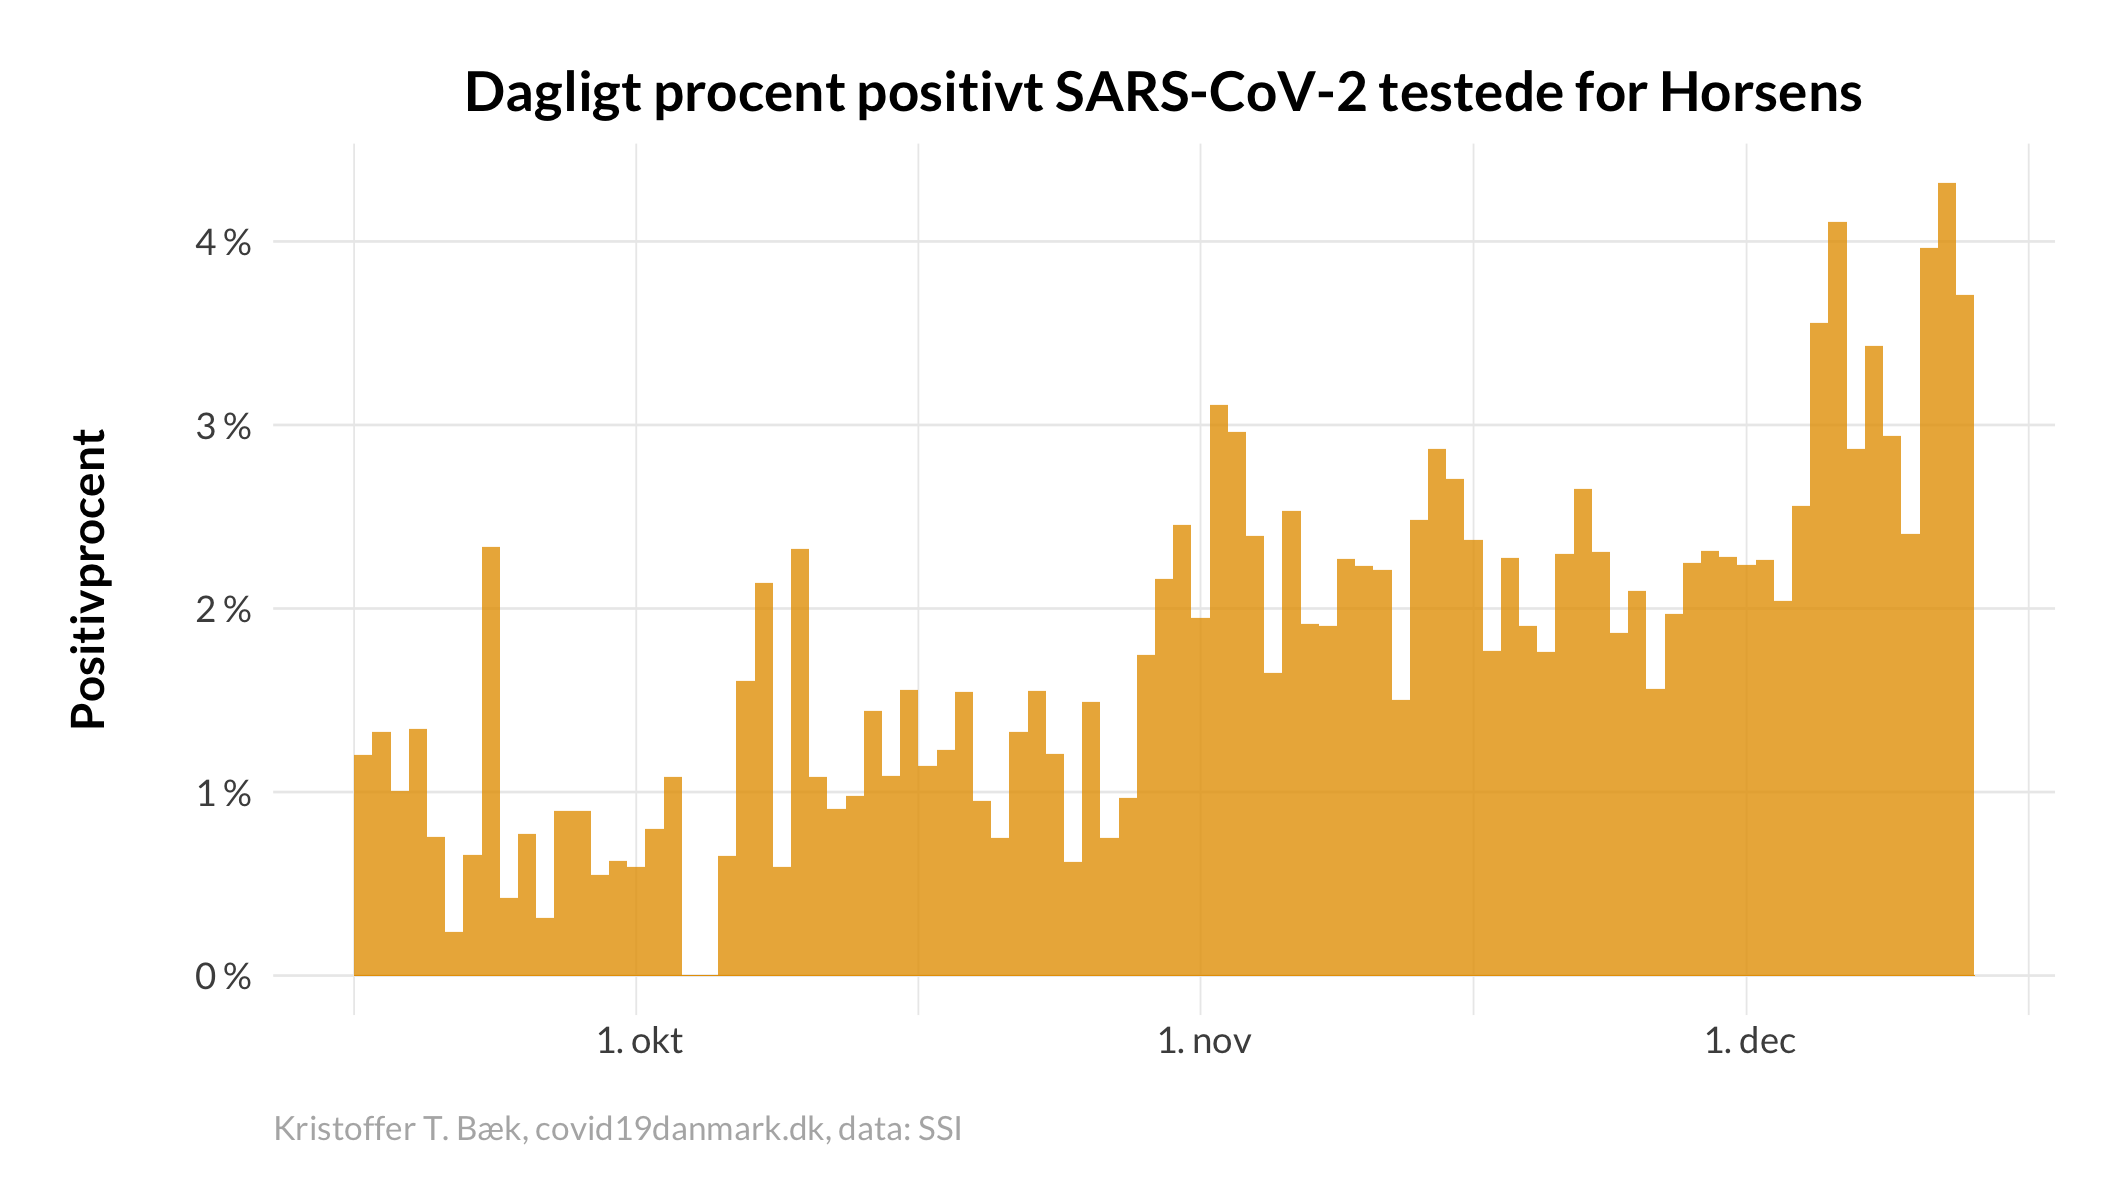 Dagligt procent positivt SARS-CoV-2 testede for Horsens
Positivprocent
4 %
3 %
2 %
1 %
0 %
1. okt
1. nov
1. dec
Kristoffer T. Bæk, covid19danmark.dk, data: SSI